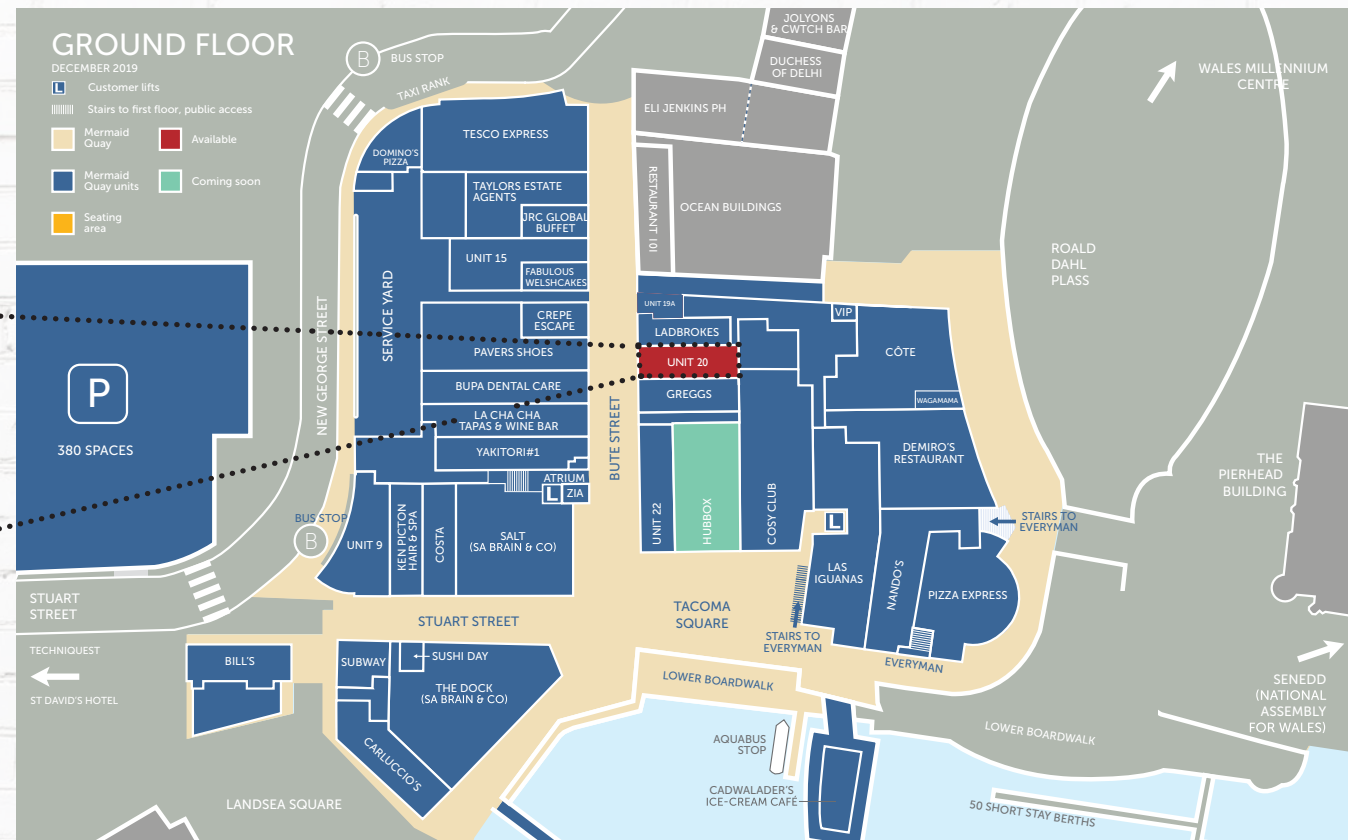 GROUND FLOOR
DECEMBER 2019
L
Customer lifts
Stairs to first floor, public access
Mermaid
Quay
Available
Mermaid
Quay units
Coming soon
Seating
area
B
BUS STOP
TAXI RANK
JOLYONS
& CWTCH BAR
DUCHESS
OF DELHI
ELI JENKINS PH
RESTAURANT 101
OCEAN BUILDINGS
WALES MILLENNIUM
CENTRE
ROALD
DAHL
PLASS
THE
PIERHEAD
BUILDING
TESCO EXPRESS
DOMINO'S
PIZZA
TAYLORS ESTATE
AGENTS
JRC GLOBAL
BUFFET
UNIT 15
FABULOUS
WELSHCAKES
SERVICE YARD
NEW GEORGE STREET
CREPE
ESCAPE
PAVERS SHOES
BUPA DENTAL CARE
LA CHA CHA
TAPAS & WINE BAR
YAKITORI#1
ATRIUM
L
ZIA
BUTE STREET
UNIT 19A
LADBROKES
UNIT 20
GREGGS
UNIT 22
HUBBOX
COSY CLUB
VIP
CÔTE
WAGAMAMA
DEMIRO'S
RESTAURANT
STAIRS TO
EVERYMAN
L
LAS
IGUANAS
NANDO'S
PIZZA EXPRESS
P
380 SPACES
BUS STOP
B
UNIT 9
KEN PICTON
HAIR & SPA
COSTA
SALT
(SA BRAIN & CO)
STUART
STREET
STUART STREET
TACOMA
SQUARE
STAIRS TO
EVERYMAN
EVERYMAN
TECHNIQUEST
ST DAVID'S HOTEL
BILL'S
SUBWAY
SUSHI DAY
THE DOCK
(SA BRAIN & CO)
CARLUCCIO'S
LANDSEA SQUARE
LOWER BOARDWALK
AQUABUS
STOP
CADWALADER'S
ICE-CREAM CAFÉ
LOWER BOARDWALK
50 SHORT STAY BERTHS
SENEDD
(NATIONAL
ASSEMBLY
FOR WALES)